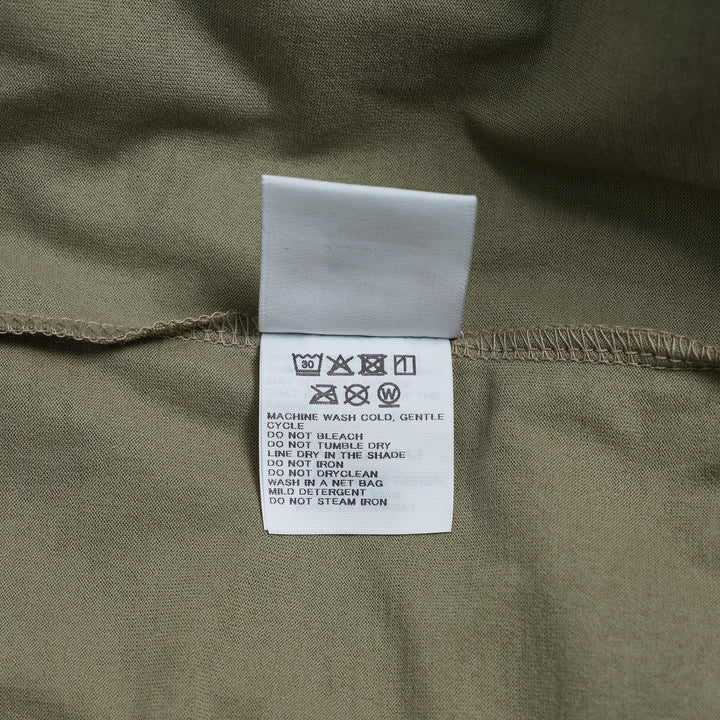 30
W
MACHINE WASH COLD, GENTLE
CYCLE
DO NOT BLEACH
DO NOT TUMBLE DRY
LINE DRY IN THE SHADE
DO NOT IRON
DO NOT DRYCLEAN
WASH IN A NET BAG
MILD DETERGENT
DO NOT STEAM IRON